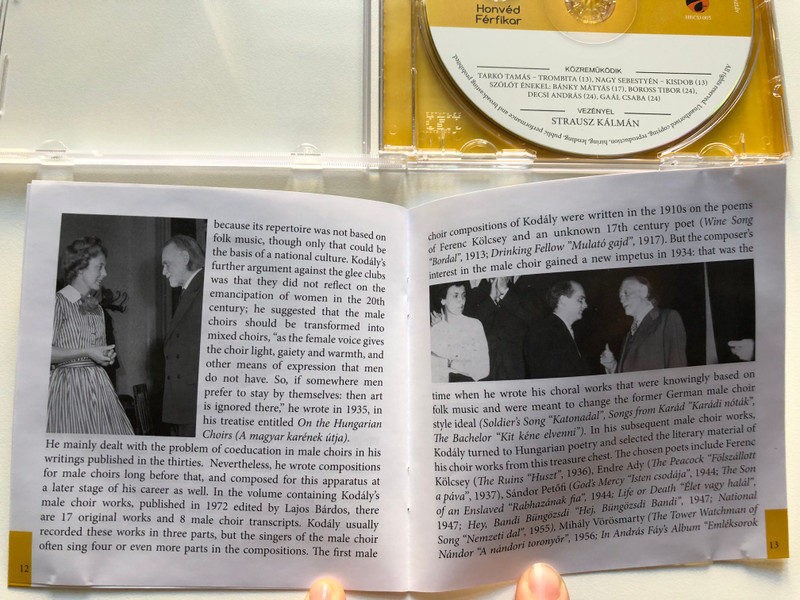 Honvéd
Férfikar
HECD 005
KÖZREMŰKÖDIK
TARKÓ TAMÁS – TROMBITA (13), NAGY SEBESTYÉN – KISDOB (13)
SZÓLÓT ÉNEKEL: BÁNKY MÁTYÁS (17), BOROSS TIBOR (24),
DECSI ANDRÁS (24), GAÁL CSABA (24)
VEZÉNYEL
STRAUSZ KÁLMÁN
All rights reserved. Unauthorised copying, reproduction, hiring, lending, public performance and broadcasting prohibited.
because its repertoire was not based on
folk music, though only that could be
the basis of a national culture. Kodály's
further argument against the glee clubs
was that they did not reflect on the
emancipation of women in the 20th
century; he suggested that the male
choirs should be transformed into
mixed choirs, "as the female voice gives
the choir light, gaiety and warmth, and
other means of expression that men
do not have. So, if somewhere men
prefer to stay by themselves: then art
is ignored there," he wrote in 1935, in
his treatise entitled On the Hungarian
Choirs (A magyar karének útja).
He mainly dealt with the problem of coeducation in male choirs in his
writings published in the thirties. Nevertheless, he wrote compositions
for male choirs long before that, and composed for this apparatus at
a later stage of his career as well. In the volume containing Kodály's
male choir works, published in 1972 edited by Lajos Bárdos, there
are 17 original works and 8 male choir transcripts. Kodály usually
recorded these works in three parts, but the singers of the male choir
often sing four or even more parts in the compositions. The first male
12
choir compositions of Kodály were written in the 1910s on the poems
of Ferenc Kölcsey and an unknown 17th century poet (Wine Song
"Bordal", 1913; Drinking Fellow "Mulató gajd", 1917). But the composer's
interest in the male choir gained a new impetus in 1934: that was the
time when he wrote his choral works that were knowingly based on
folk music and were meant to change the former German male choir
style ideal (Soldier's Song "Katonadal", Songs from Karád "Karádi nóták",
The Bachelor "Kit kéne elvenni"). In his subsequent male choir works,
Kodály turned to Hungarian poetry and selected the literary material of
his choir works from this treasure chest. The chosen poets include Ferenc
Kölcsey (The Ruins "Huszt", 1936), Endre Ady (The Peacock "Fölszállott
a páva", 1937), Sándor Petőfi (God's Mercy "Isten csodája", 1944; The Son
of an Enslaved "Rabhazának fia", 1944; Life or Death "Élet vagy halál",
1947; Hey, Bandi Büngözsdi "Hej, Büngözsdi Bandi", 1947; National
Song "Nemzeti dal", 1955), Mihály Vörösmarty (The Tower Watchman of
Nándor "A nándori toronyőr", 1956; In András Fáy's Album "Emléksorok
13